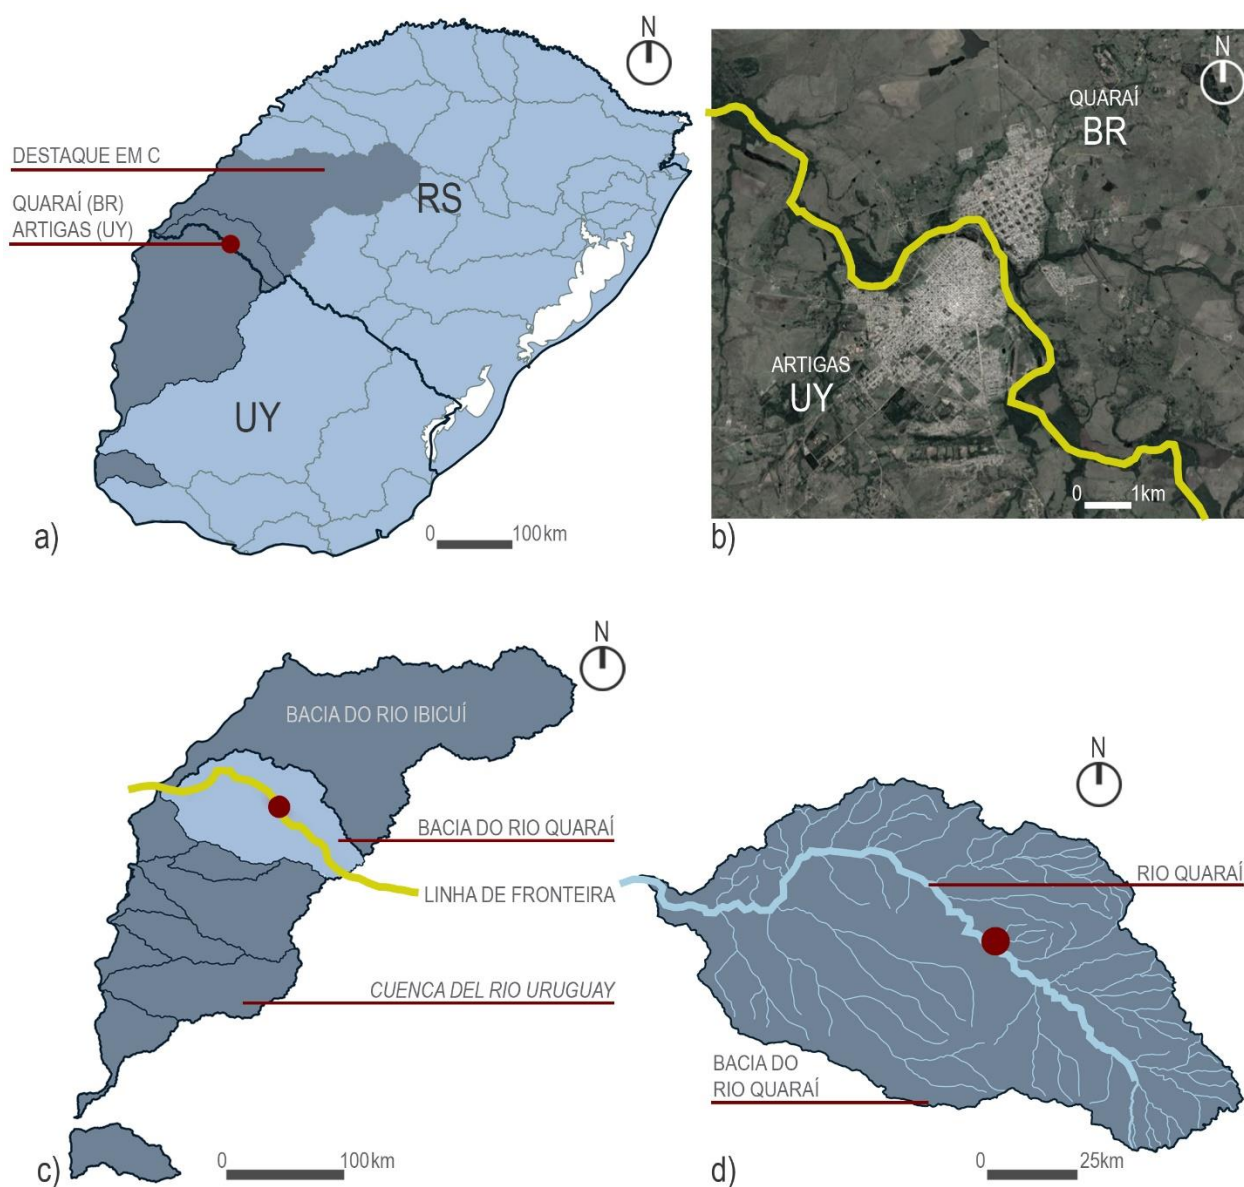 N
DESTAQUE EM C
QUARAÍ (BR)
ARTIGAS (UY)
RS
UY
0 100km
a)
N
QUARAÍ
BR
ARTIGAS
UY
0 1km
b)
N
BACIA DO RIO IBICUÍ
BACIA DO RIO QUARAÍ
LINHA DE FRONTEIRA
CUENCA DEL RIO URUGUAY
0 100km
c)
N
RIO QUARAÍ
BACIA DO
RIO QUARAÍ
0 25km
d)